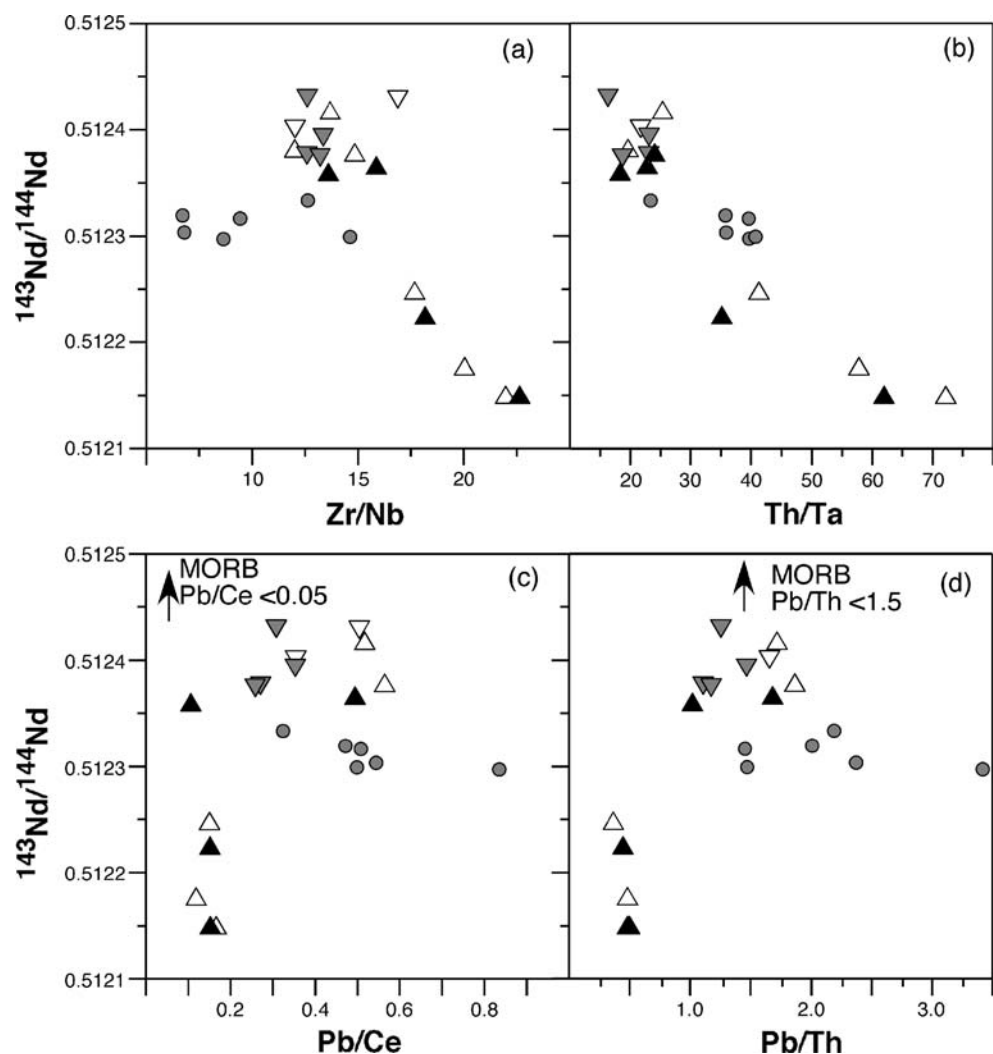 0.5125
(a)
(b)
0.5124
0.5123
0.5122
0.5121
143Nd/144Nd
10
15
20
Zr/Nb
20
30
40
50
60
70
Th/Ta
0.5125
MORB
Pb/Ce <0.05
(c)
MORB
Pb/Th <1.5
(d)
0.5124
0.5123
0.5122
0.5121
143Nd/144Nd
0.2
0.4
0.6
0.8
Pb/Ce
1.0
2.0
3.0
Pb/Th